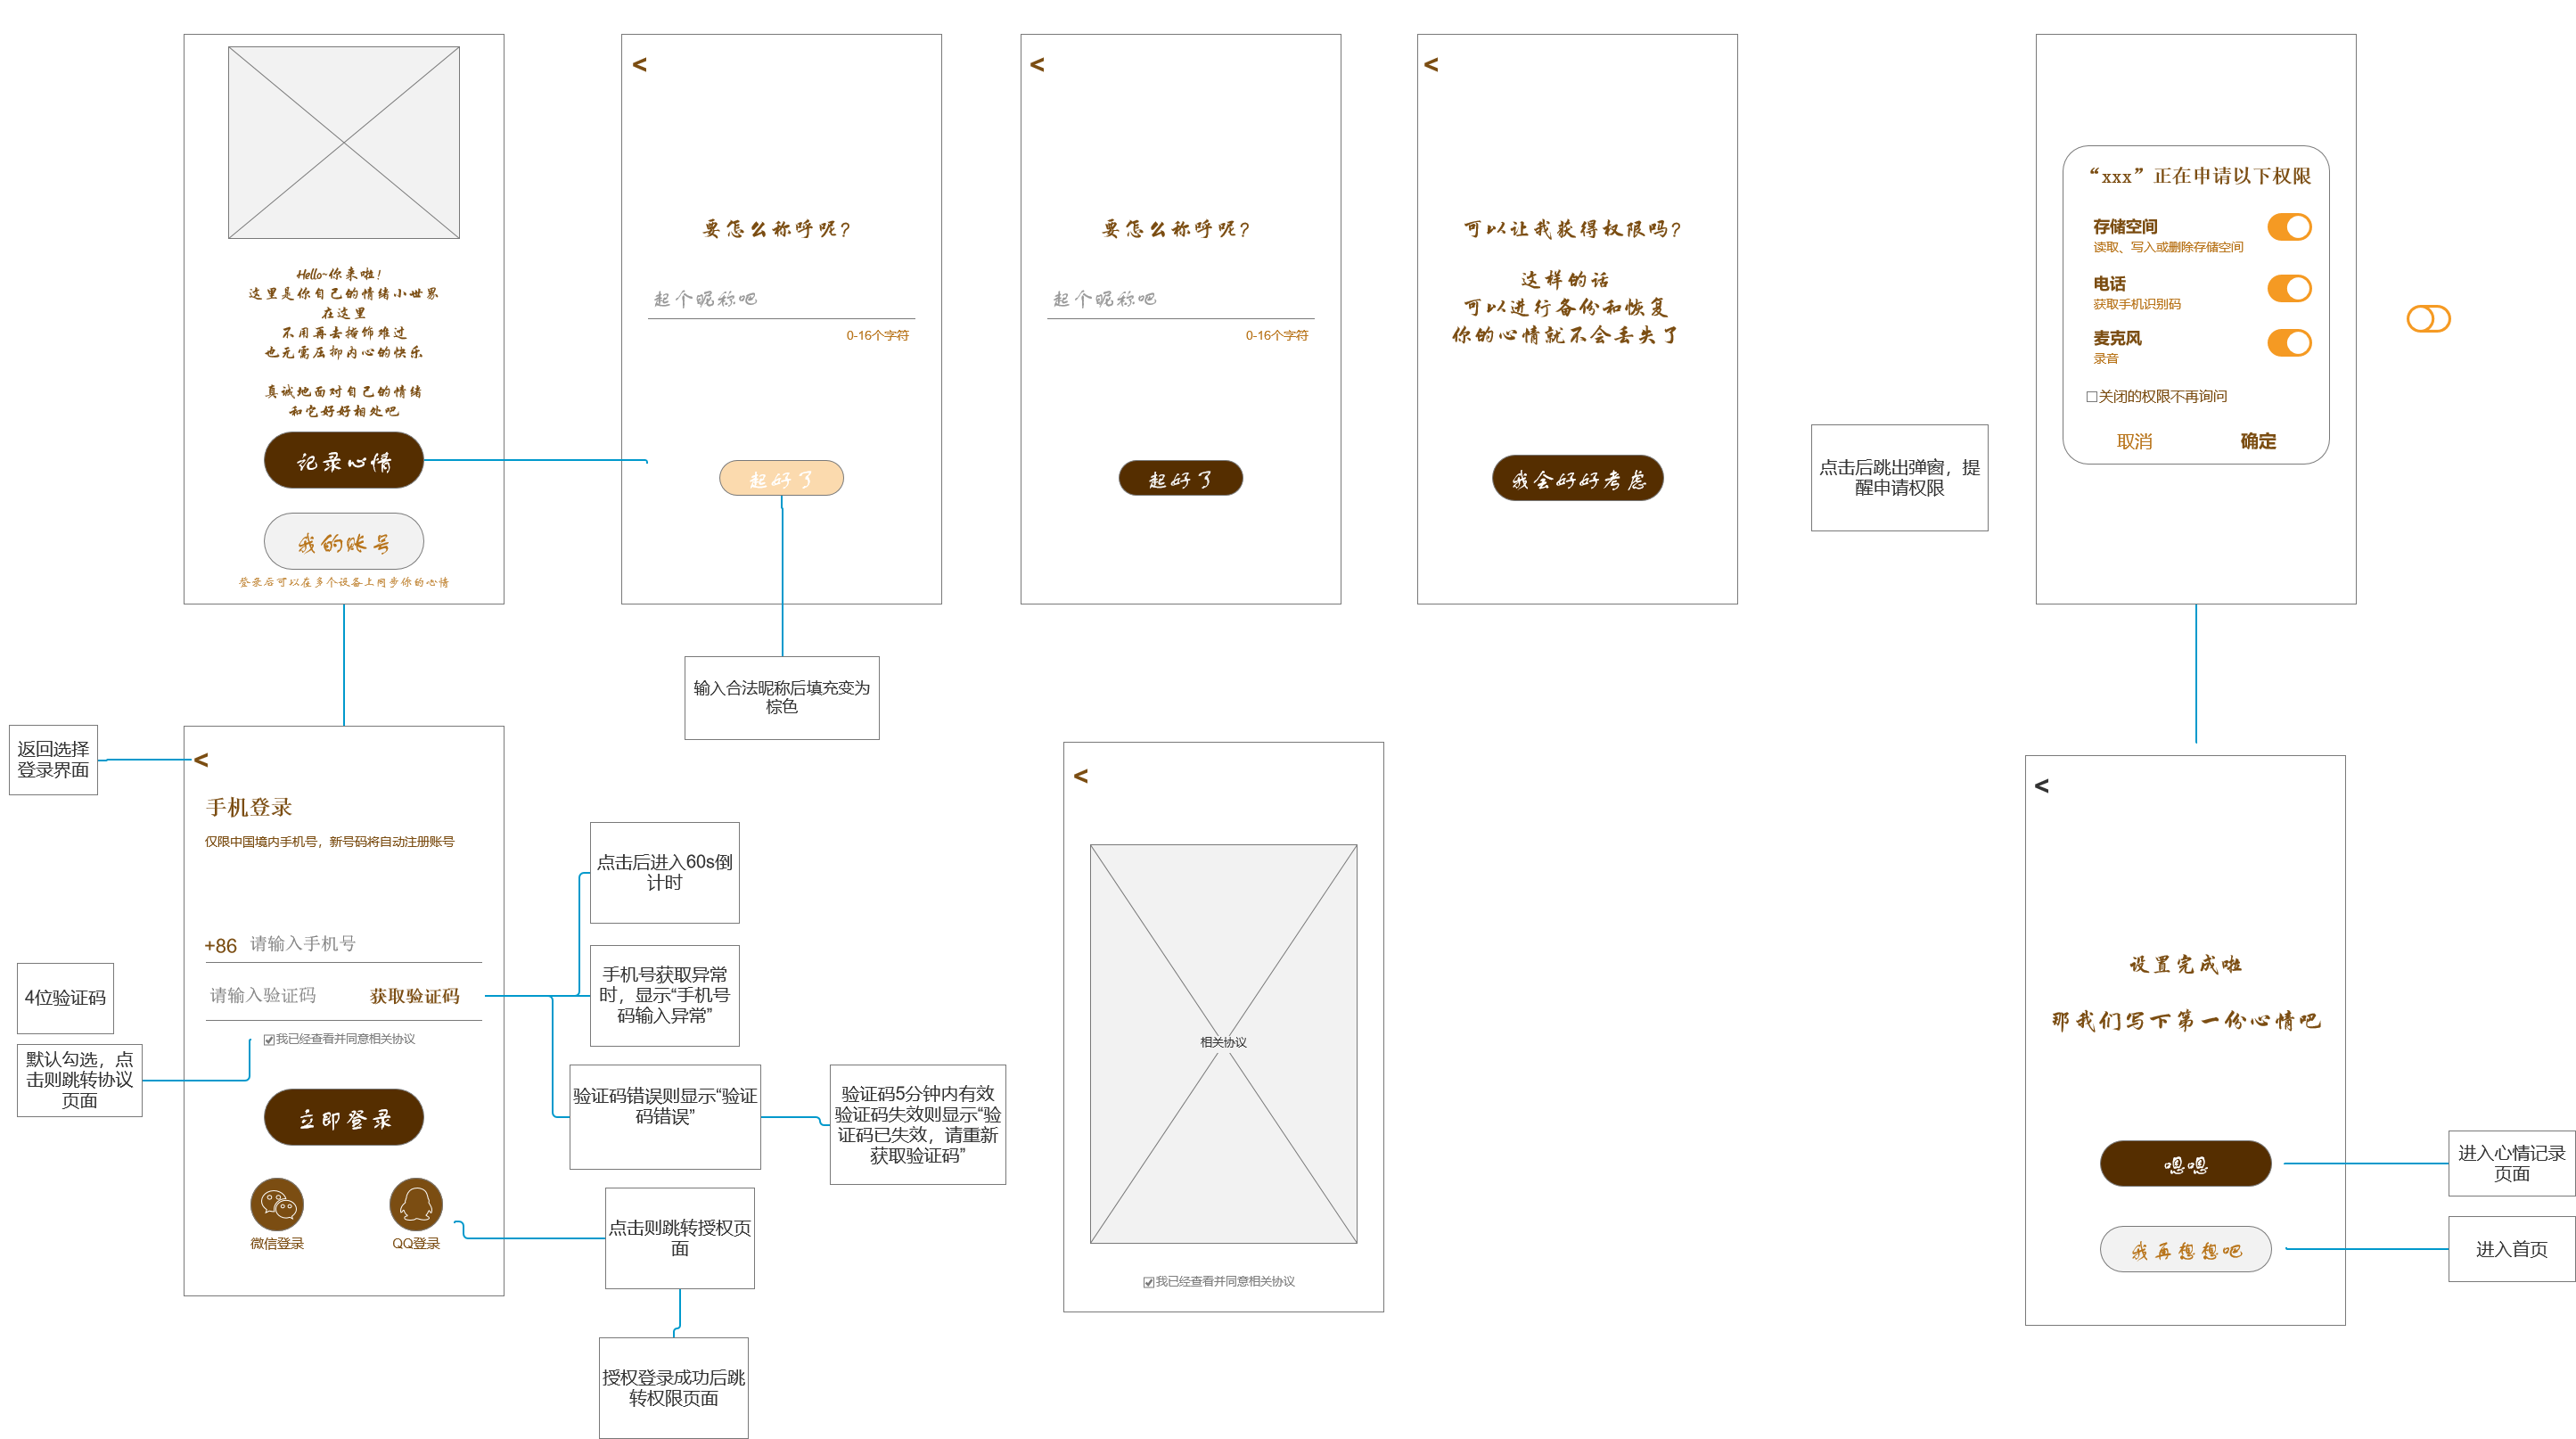 Hello~你来啦！
这里是你自己的情绪小世界
在这里
不用再去掩饰难过
也无需压抑内心的快乐
真诚地面对自己的情绪
和它好好相处吧
记录心情
我的账号
登录后可以在多个设备上同步你的心情
<
要怎么称呼呢？
起个昵称吧
0-16个字符
起好了
输入合法昵称后填充变为
棕色
<
要怎么称呼呢？
起个昵称吧
0-16个字符
起好了
<
可以让我获得权限吗？
这样的话
可以进行备份和恢复
你的心情就不会丢失了
我会好好考虑
点击后跳出弹窗，提
醒申请权限
“xxx”正在申请以下权限
存储空间
读取、写入或删除存储空间
电话
获取手机识别码
麦克风
录音
关闭的权限不再询问
取消 确定
返回选择
登录界面
<
手机登录
仅限中国境内手机号，新号码将自动注册账号
+86 请输入手机号
请输入验证码 获取验证码
我已经查看并同意相关协议
立即登录
微信登录 QQ登录
4位验证码
默认勾选，点
击则跳转协议
页面
点击后进入60s倒
计时
手机号获取异常
时，显示“手机号
码输入异常”
验证码错误则显示“验证
码错误”
验证码5分钟内有效
验证码失效则显示“验
证码已失效，请重新
获取验证码”
点击则跳转授权页
面
授权登录成功后跳
转权限页面
<
相关协议
我已经查看并同意相关协议
<
设置完成啦
那我们写下第一份心情吧
嗯嗯
我再想想吧
进入心情记录
页面
进入首页